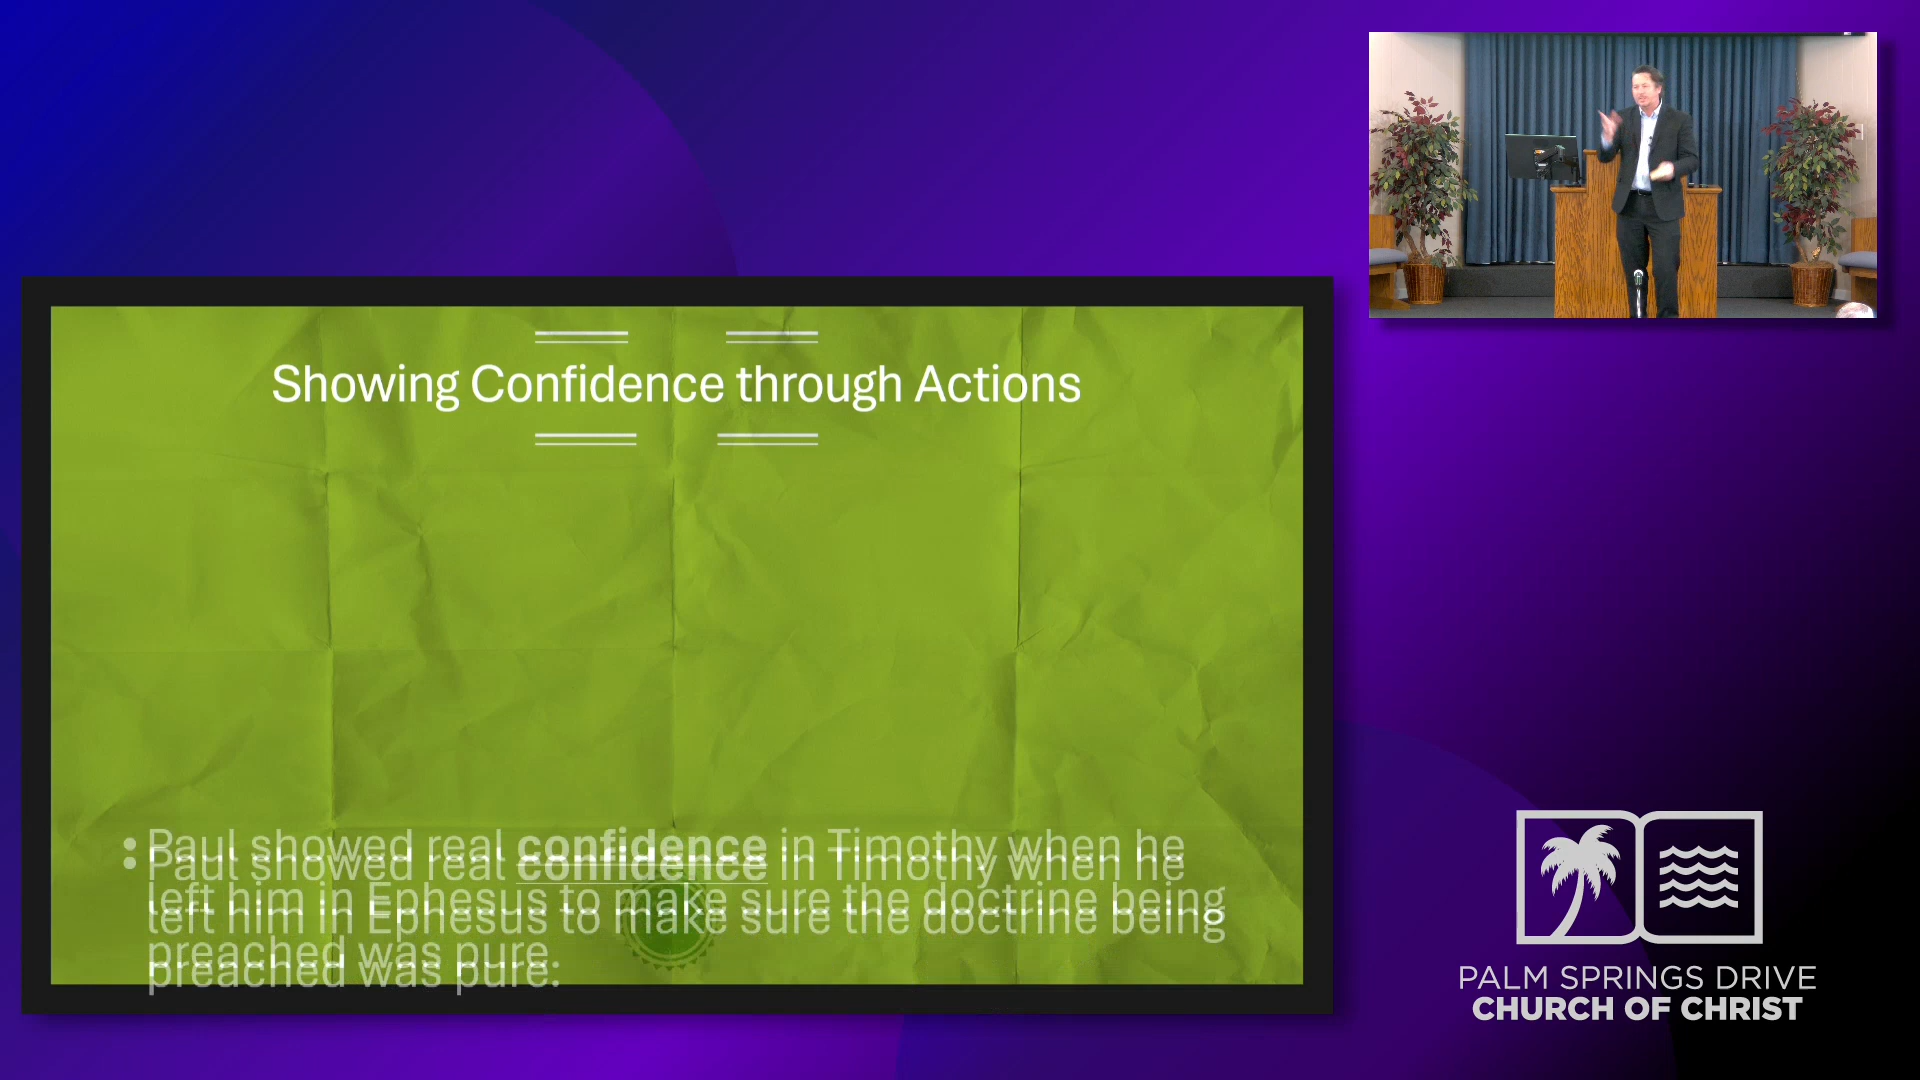 Showing Confidence through Actions
• Paul showed real confidence in Timothy when he
left him in Ephesus to make sure the doctrine being
preached was pure.
PALM SPRINGS DRIVE
CHURCH OF CHRIST